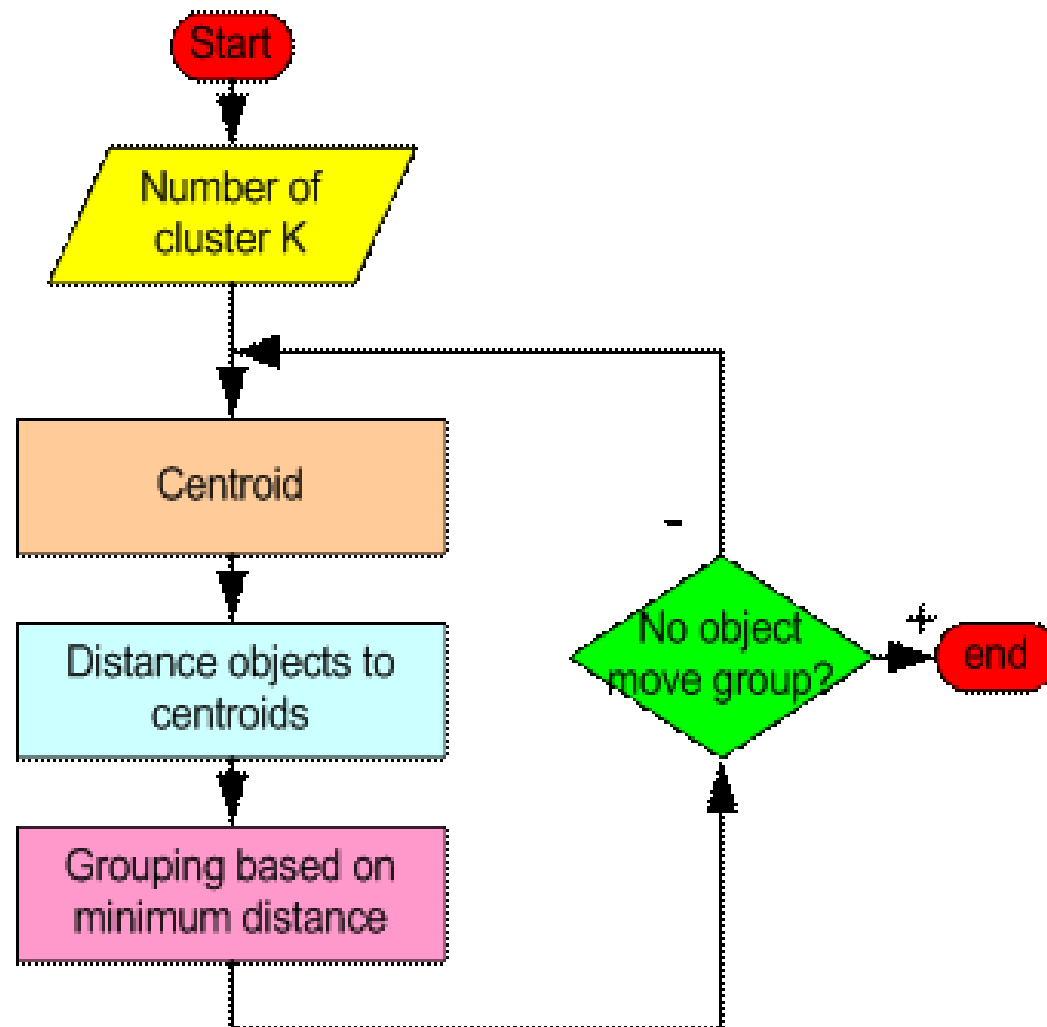 Start
Number of
cluster K
Centroid
Distance objects to
centroids
Grouping based on
minimum distance
-
No object
move group?
+
end